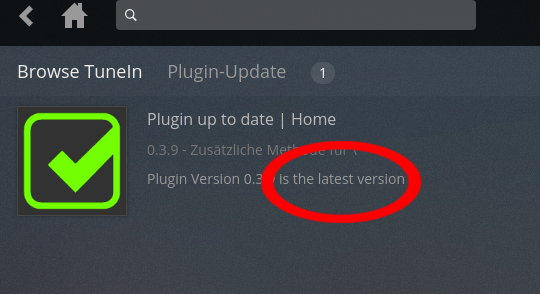 Browse TuneIn Plugin-Update 1
Plugin up to date | Home
0.3.9 - Zusätzliche Methode für \
Plugin Version 0.3.9 is the latest version